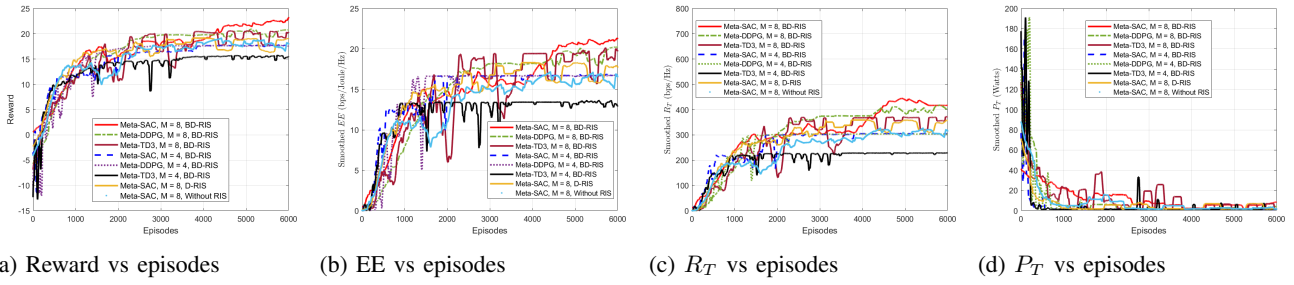 25
20
15
10
5
0
-5
-10
-15
0 1000 2000 3000 4000 5000 6000
Reward
Episodes
Meta-SAC, M = 8, BD-RIS
Meta-DDPG, M = 8, BD-RIS
Meta-TD3, M = 8, BD-RIS
Meta-SAC, M = 4, BD-RIS
Meta-DDPG, M = 4, BD-RIS
Meta-TD3, M = 4, BD-RIS
Meta-SAC, M = 8, D-RIS
Meta-SAC, M = 8, Without RIS
a) Reward vs episodes
25
20
15
10
5
0
0 1000 2000 3000 4000 5000 6000
Smoothed EE (bps/Joule/Hz)
Episodes
Meta-SAC, M = 8, BD-RIS
Meta-DDPG, M = 8, BD-RIS
Meta-TD3, M = 8, BD-RIS
Meta-SAC, M = 4, BD-RIS
Meta-DDPG, M = 4, BD-RIS
Meta-TD3, M = 4, BD-RIS
Meta-SAC, M = 8, D-RIS
Meta-SAC, M = 8, Without RIS
(b) EE vs episodes
800
700
600
500
400
300
200
100
0
0 1000 2000 3000 4000 5000 6000
Smoothed R_T (bps/Hz)
Episodes
Meta-SAC, M = 8, BD-RIS
Meta-DDPG, M = 8, BD-RIS
Meta-TD3, M = 8, BD-RIS
Meta-SAC, M = 4, BD-RIS
Meta-DDPG, M = 4, BD-RIS
Meta-TD3, M = 4, BD-RIS
Meta-SAC, M = 8, D-RIS
Meta-SAC, M = 8, Without RIS
(c) R_T vs episodes
200
180
160
140
120
100
80
60
40
20
0
0 1000 2000 3000 4000 5000 6000
Smoothed P_T (Watts)
Episodes
Meta-SAC, M = 8, BD-RIS
Meta-DDPG, M = 8, BD-RIS
Meta-TD3, M = 8, BD-RIS
Meta-SAC, M = 4, BD-RIS
Meta-DDPG, M = 4, BD-RIS
Meta-TD3, M = 4, BD-RIS
Meta-SAC, M = 8, D-RIS
Meta-SAC, M = 8, Without RIS
(d) P_T vs episodes